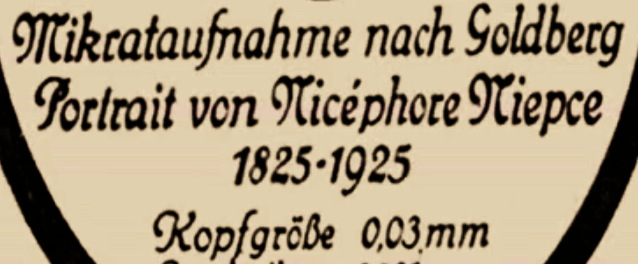 Mikrataufnahme nach Goldberg
Portrait von Nicéphore Niepce
1825-1925
Kopfgröße 0,03 mm